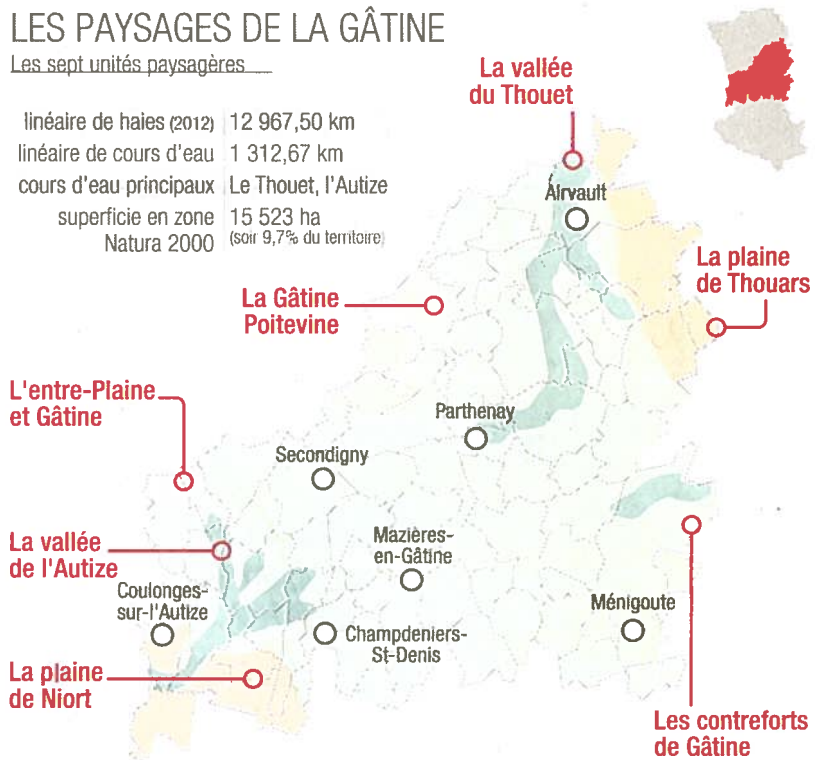 LES PAYSAGES DE LA GÂTINE
Les sept unités paysagères
linéaire de haies (2012) 12 967,50 km
linéaire de cours d'eau 1 312,67 km
cours d'eau principaux Le Thouet, l'Autize
superficie en zone 15 523 ha
Natura 2000 (soir 9,7% du territoire)
La vallée
du Thouet
Airvault
La plaine
de Thouars
La Gâtine
Poitevine
L'entre-Plaine
et Gâtine
Parthenay
Secondigny
La vallée
de l'Autize
Mazières-
en-Gâtine
Coulonges-
sur-l'Autize
Ménigoute
Champdeniers-
St-Denis
La plaine
de Niort
Les contreforts
de Gâtine